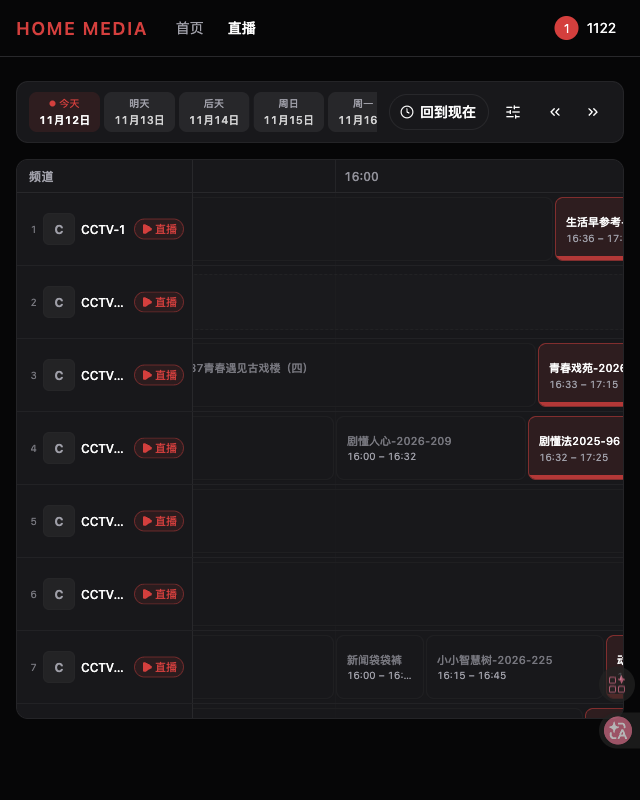 HOME MEDIA 首页 直播 1 1122
今天 明天 后天 周日 周一
11月12日 11月13日 11月14日 11月15日 11月16 回到现在
频道 16:00
1 C CCTV-1 直播 生活早参考-
16:36 – 17:
2 C CCTV... 直播
3 C CCTV... 直播 37青春遇见古戏楼（四） 青春戏苑-2026
16:33 – 17:15
4 C CCTV... 直播 剧懂人心-2026-209 剧懂法2025-96
16:00 – 16:32 16:32 – 17:25
5 C CCTV... 直播
6 C CCTV... 直播
7 C CCTV... 直播 新闻袋袋裤 小小智慧树-2026-225
16:00 – 16:... 16:15 – 16:45